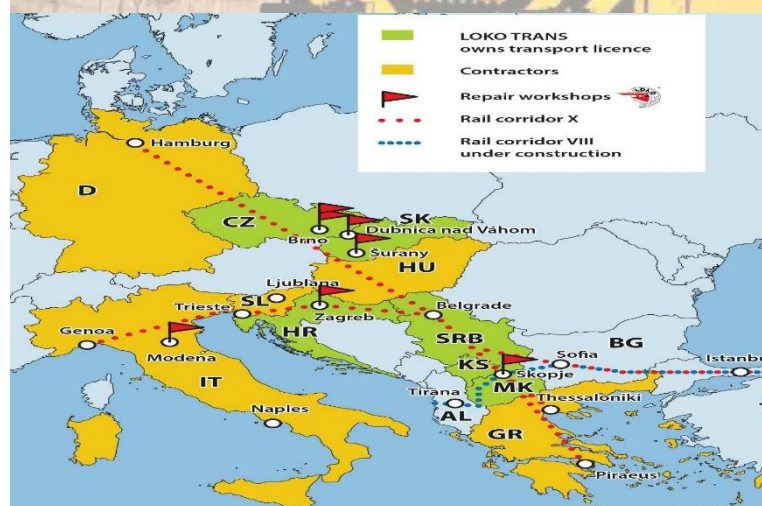 LOKO TRANS
owns transport licence
Contractors
Repair workshops
Rail corridor X
Rail corridor VIII
under construction
Hamburg
D
CZ
SK
Brno
Dubnica nad Váhom
Šurany
HU
Ljubljana
Trieste
SL
Zagreb
Belgrade
Genoa
HR
SRB
BG
Modena
KS
Sofia
Istanbu
IT
Skopje
MK
Tirana
Thessaloniki
Naples
AL
GR
Piraeus